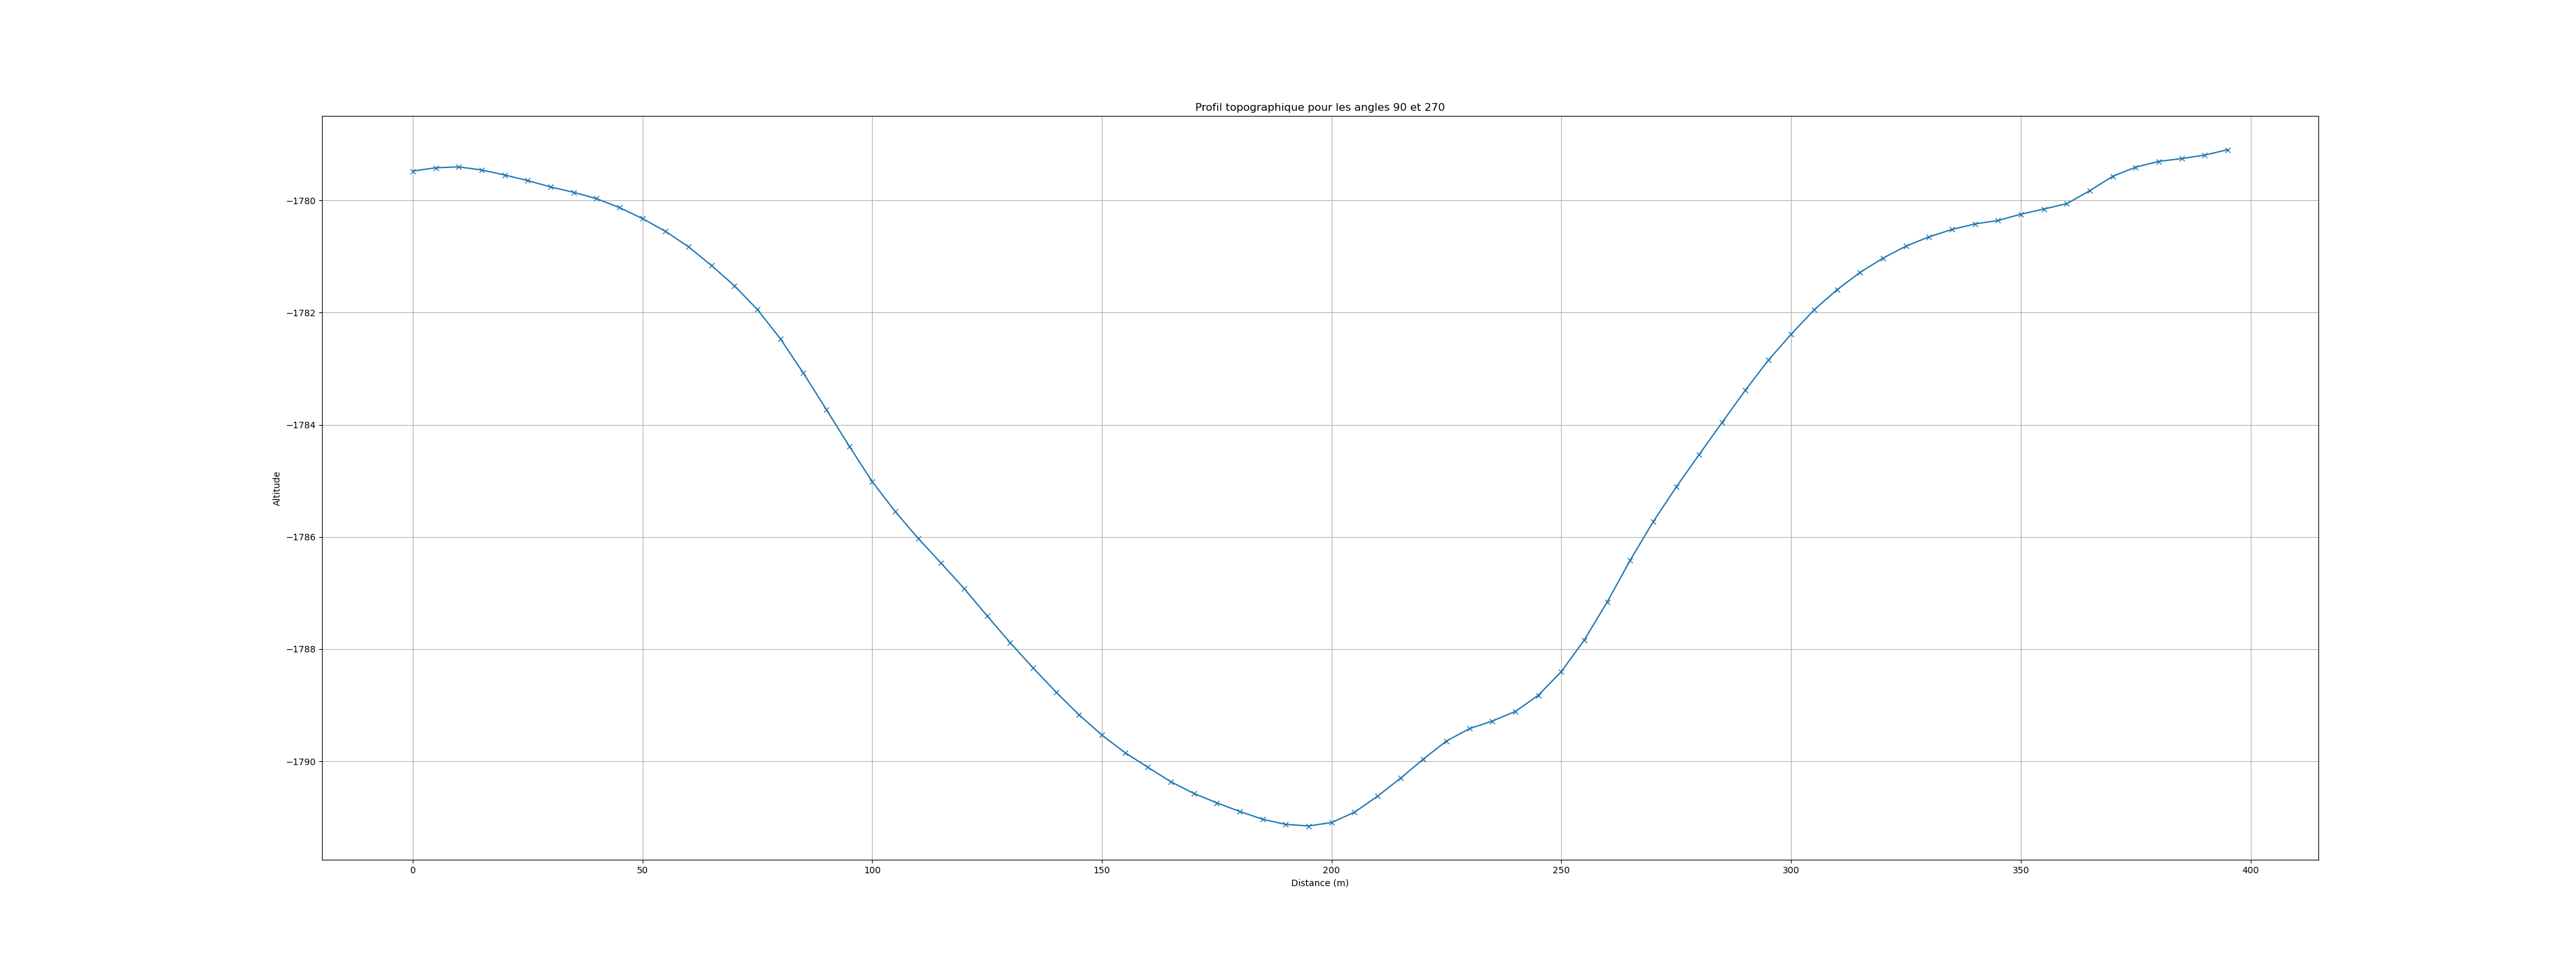 Profil topographique pour les angles 90 et 270
Altitude
−1780
−1782
−1784
−1786
−1788
−1790
0 50 100 150 200 250 300 350 400
Distance (m)